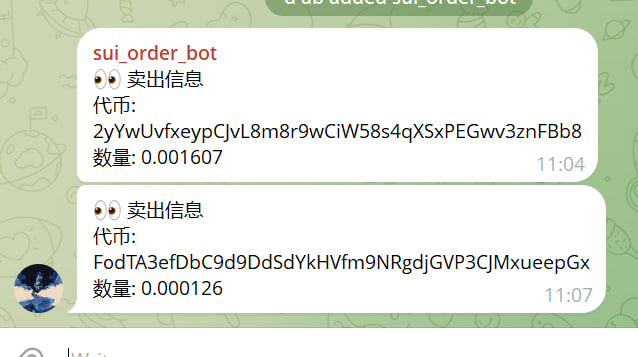 d ab added sui_order_bot
sui_order_bot
👀 卖出信息
代币:
2yYwUvfxeypCJvL8m8r9wCiW58s4qXSxPEGwv3znFBb8
数量: 0.001607
11:04
👀 卖出信息
代币:
FodTA3efDbC9d9DdSdYkHVfm9NRgdjGVP3CJMxueepGx
数量: 0.000126
11:07